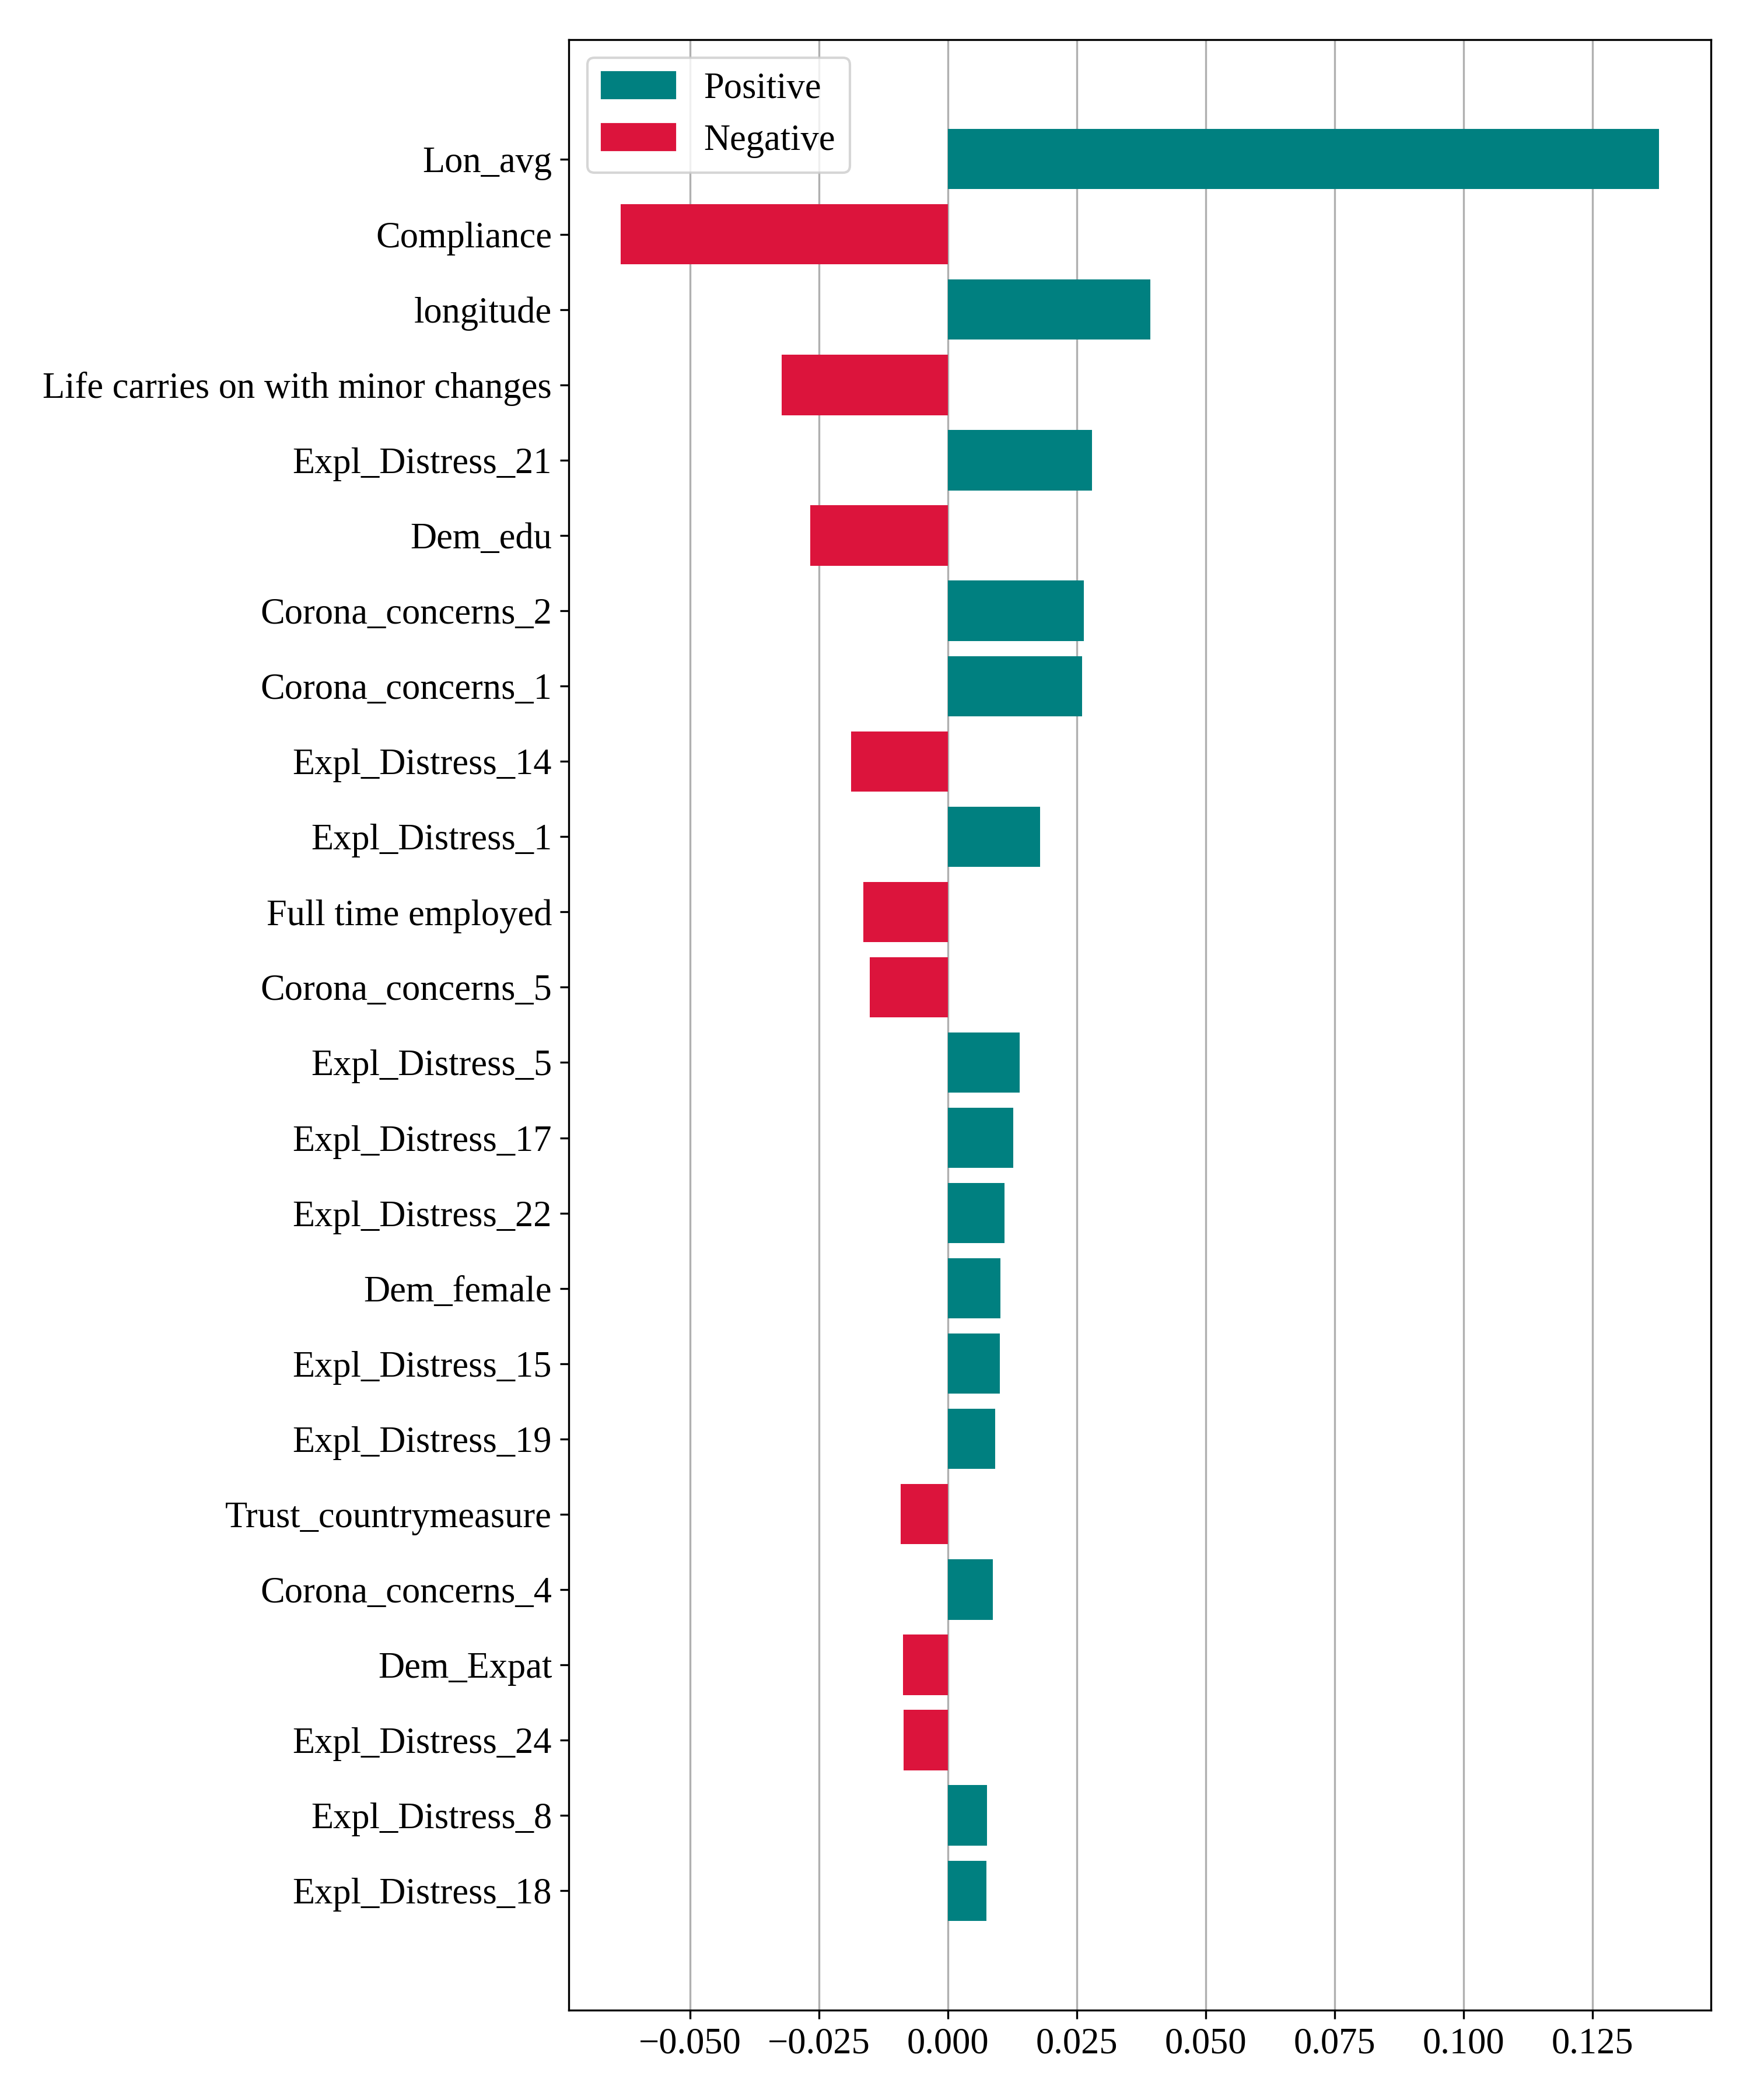 Positive
Negative
Lon_avg
Compliance
longitude
Life carries on with minor changes
Expl_Distress_21
Dem_edu
Corona_concerns_2
Corona_concerns_1
Expl_Distress_14
Expl_Distress_1
Full time employed
Corona_concerns_5
Expl_Distress_5
Expl_Distress_17
Expl_Distress_22
Dem_female
Expl_Distress_15
Expl_Distress_19
Trust_countrymeasure
Corona_concerns_4
Dem_Expat
Expl_Distress_24
Expl_Distress_8
Expl_Distress_18
−0.050 −0.025 0.000 0.025 0.050 0.075 0.100 0.125